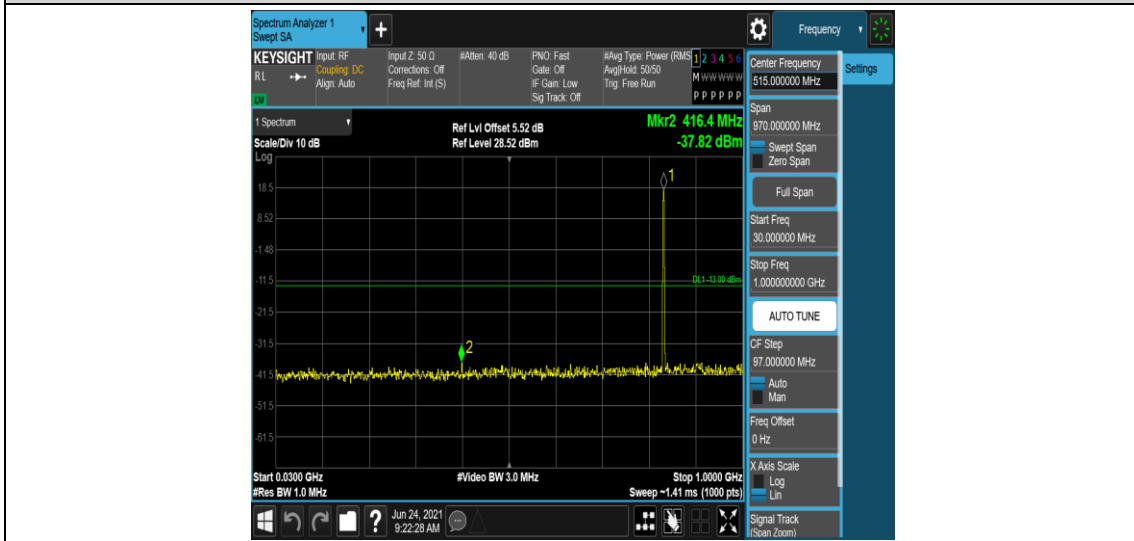 Spectrum Analyzer 1
Swept SA
+
Frequency
KEYSIGHT
RL
Input: RF
Coupling: DC
Align: Auto
Input Z: 50 Ω
Corrections: Off
Freq Ref: Int (S)
#Atten: 40 dB
PNO: Fast
Gate: Off
IF Gain: Low
Sig Track: Off
#Avg Type: Power (RMS
Avg|Hold: 50/50
Trig: Free Run
1 2 3 4 5 6
M W W W W W
P P P P P P
1 Spectrum
Scale/Div 10 dB
Log
Ref Lvl Offset 5.52 dB
Ref Level 28.52 dBm
Mkr2 416.4 MHz
-37.82 dBm
1
18.5
8.52
-1.48
-11.5
DL1 -13.00 dBm
-21.5
-31.5
2
-41.5
-51.5
-61.5
Start 0.0300 GHz
#Res BW 1.0 MHz
#Video BW 3.0 MHz
Stop 1.0000 GHz
Sweep ~1.41 ms (1000 pts)
?
Jun 24, 2021
9:22:28 AM
Center Frequency
515.000000 MHz
Settings
Span
970.000000 MHz
Swept Span
Zero Span
Full Span
Start Freq
30.000000 MHz
Stop Freq
1.000000000 GHz
AUTO TUNE
CF Step
97.000000 MHz
Auto
Man
Freq Offset
0 Hz
X Axis Scale
Log
Lin
Signal Track
(Span Zoom)